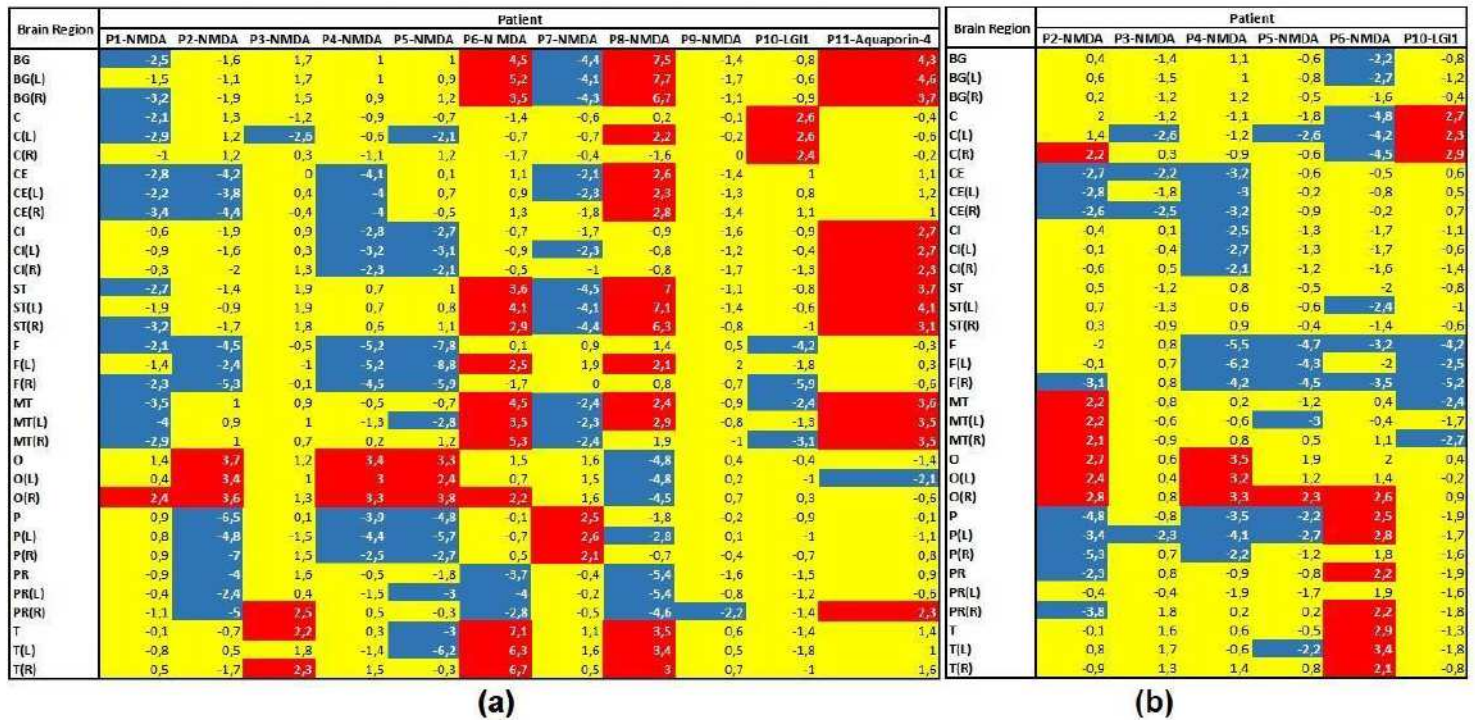 Brain Region Patient
P1-NMDA P2-NMDA P3-NMDA P4-NMDA P5-NMDA P6-N MDA P7-NMDA P8-NMDA P9-NMDA P10-LGI1 P11-Aquaporin-4
BG -2,5 -1,6 1,7 1 1 4,5 -4,4 7,5 -1,4 -0,8 4,3
BG(L) -1,5 -1,1 1,7 1 0,9 5,2 -4,1 7,7 -1,7 -0,6 4,6
BG(R) -3,2 -1,9 1,5 0,9 1,2 3,5 -4,3 6,7 -1,1 -0,9 3,7
C -2,1 1,3 -1,2 -0,9 -0,7 -1,4 -0,6 0,2 -0,1 2,6 -0,4
C(L) -2,9 1,2 -2,6 -0,6 -2,1 -0,7 -0,7 2,2 -0,2 2,6 -0,6
C(R) -1 1,2 0,3 -1,1 1,2 -1,7 -0,4 -1,6 0 2,4 -0,2
CE -2,8 -4,2 0 -4,1 0,1 1,1 -2,1 2,6 -1,4 1 1,1
CE(L) -2,2 -3,8 0,4 -4 0,7 0,9 -2,3 2,3 -1,3 0,8 1,2
CE(R) -3,4 -4,4 -0,4 -4 -0,5 1,3 -1,8 2,8 -1,4 1,1 1
CI -0,6 -1,9 0,9 -2,8 -2,7 -0,7 -1,7 -0,9 -1,6 -0,9 2,7
CI(L) -0,9 -1,6 0,3 -3,2 -3,1 -0,9 -2,3 -0,8 -1,2 -0,4 2,7
CI(R) -0,3 -2 1,3 -2,3 -2,1 -0,5 -1 -0,8 -1,7 -1,3 2,3
ST -2,7 -1,4 1,9 0,7 1 3,6 -4,5 7 -1,1 -0,8 3,7
ST(L) -1,9 -0,9 1,9 0,7 0,8 4,1 -4,1 7,1 -1,4 -0,6 4,1
ST(R) -3,2 -1,7 1,8 0,6 1,1 2,9 -4,4 6,3 -0,8 -1 3,1
F -2,1 -4,5 -0,5 -5,2 -7,8 0,1 0,9 1,4 0,5 -4,2 -0,3
F(L) -1,4 -2,4 -1 -5,2 -8,8 2,5 1,9 2,1 2 -1,8 0,3
F(R) -2,3 -5,3 -0,1 -4,5 -5,9 -1,7 0 0,8 -0,7 -5,9 -0,6
MT -3,5 1 0,9 -0,5 -0,7 4,5 -2,4 2,4 -0,9 -2,4 3,6
MT(L) -4 0,9 1 -1,3 -2,8 3,5 -2,3 2,9 -0,8 -1,3 3,5
MT(R) -2,9 1 0,7 0,2 1,2 5,3 -2,4 1,9 -1 -3,1 3,5
O 1,4 3,7 1,2 3,4 3,3 1,5 1,6 -4,8 0,4 -0,4 -1,4
O(L) 0,4 3,4 1 3 2,4 0,7 1,5 -4,8 0,2 -1 -2,1
O(R) 2,4 3,6 1,3 3,3 3,8 2,2 1,6 -4,5 0,7 0,3 -0,6
P 0,9 -6,5 0,1 -3,9 -4,8 -0,1 2,5 -1,8 -0,2 -0,9 -0,1
P(L) 0,8 -4,8 -1,5 -4,4 -5,7 -0,7 2,6 -2,8 0,1 -1 -1,1
P(R) 0,9 -7 1,5 -2,5 -2,7 0,5 2,1 -0,7 -0,4 -0,7 0,8
PR -0,9 -4 1,6 -0,5 -1,8 -3,7 -0,4 -5,4 -1,6 -1,5 0,9
PR(L) -0,4 -2,4 0,4 -1,5 -3 -4 -0,2 -5,4 -0,8 -1,2 -0,6
PR(R) -1,1 -5 2,5 0,5 -0,3 -2,8 -0,5 -4,6 -2,2 -1,4 2,3
T -0,1 -0,7 2,2 0,3 -3 7,1 1,1 3,5 0,6 -1,4 1,4
T(L) -0,8 0,5 1,8 -1,4 -6,2 6,3 1,6 3,4 0,5 -1,8 1
T(R) 0,5 -1,7 2,3 1,5 -0,3 6,7 0,5 3 0,7 -1 1,6
(a)
Brain Region Patient
P2-NMDA P3-NMDA P4-NMDA P5-NMDA P6-NMDA P10-LGI1
BG 0,4 -1,4 1,1 -0,6 -2,2 -0,8
BG(L) 0,6 -1,5 1 -0,8 -2,7 -1,2
BG(R) 0,2 -1,2 1,2 -0,5 -1,6 -0,4
C 2 -1,2 -1,1 -1,8 -4,8 2,7
C(L) 1,4 -2,6 -1,2 -2,6 -4,2 2,3
C(R) 2,2 0,3 -0,9 -0,6 -4,5 2,9
CE -2,7 -2,2 -3,2 -0,6 -0,5 0,6
CE(L) -2,8 -1,8 -3 -0,2 -0,8 0,5
CE(R) -2,6 -2,5 -3,2 -0,9 -0,2 0,7
CI -0,4 0,1 -2,5 -1,3 -1,7 -1,1
CI(L) -0,1 -0,4 -2,7 -1,3 -1,7 -0,6
CI(R) -0,6 0,5 -2,1 -1,2 -1,6 -1,4
ST 0,5 -1,2 0,8 -0,5 -2 -0,8
ST(L) 0,7 -1,3 0,6 -0,6 -2,4 -1
ST(R) 0,3 -0,9 0,9 -0,4 -1,4 -0,6
F -2 0,8 -5,5 -4,7 -3,2 -4,2
F(L) -0,1 0,7 -6,2 -4,3 -2 -2,5
F(R) -3,1 0,8 -4,2 -4,5 -3,5 -5,2
MT 2,2 -0,8 0,2 -1,2 0,4 -2,4
MT(L) 2,2 -0,6 -0,6 -3 -0,4 -1,7
MT(R) 2,1 -0,9 0,8 0,5 1,1 -2,7
O 2,7 0,6 3,5 1,9 2 0,4
O(L) 2,4 0,4 3,2 1,2 1,4 -0,2
O(R) 2,8 0,8 3,3 2,3 2,6 0,9
P -4,8 -0,8 -3,5 -2,2 2,5 -1,9
P(L) -3,4 -2,3 -4,1 -2,7 2,8 -1,7
P(R) -5,3 0,7 -2,2 -1,2 1,8 -1,6
PR -2,3 0,8 -0,9 -0,8 2,2 -1,9
PR(L) -0,4 -0,4 -1,9 -1,7 1,9 -1,6
PR(R) -3,8 1,8 0,2 0,2 2,2 -1,8
T -0,1 1,6 0,6 -0,5 2,9 -1,3
T(L) 0,8 1,7 -0,6 -2,2 3,4 -1,8
T(R) -0,9 1,3 1,4 0,8 2,1 -0,8
(b)